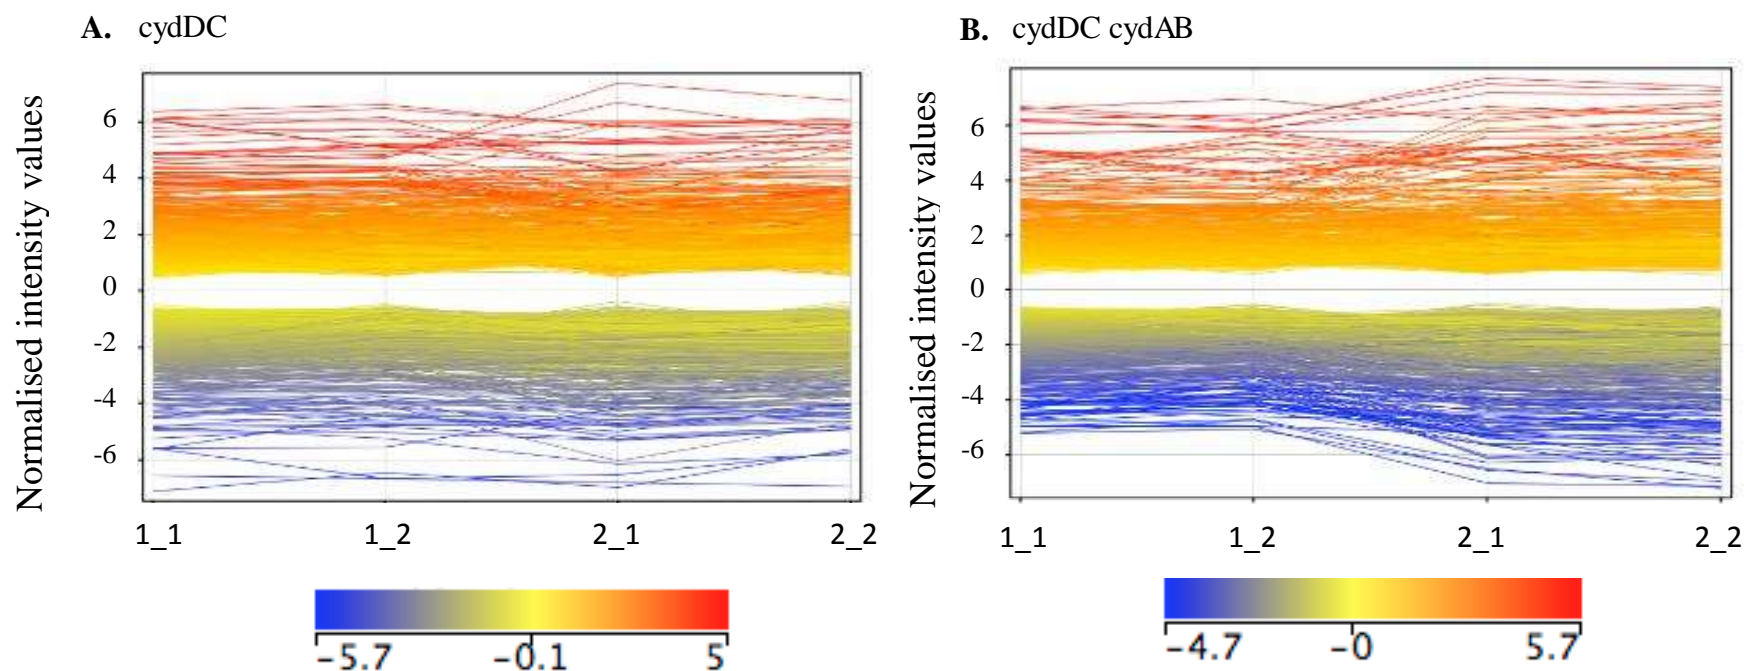 A. cydDC
Normalised intensity values
6
4
2
0
-2
-4
-6
1_1 1_2 2_1 2_2
-5.7 -0.1 5
B. cydDC cydAB
Normalised intensity values
6
4
2
0
-2
-4
-6
1_1 1_2 2_1 2_2
-4.7 -0 5.7